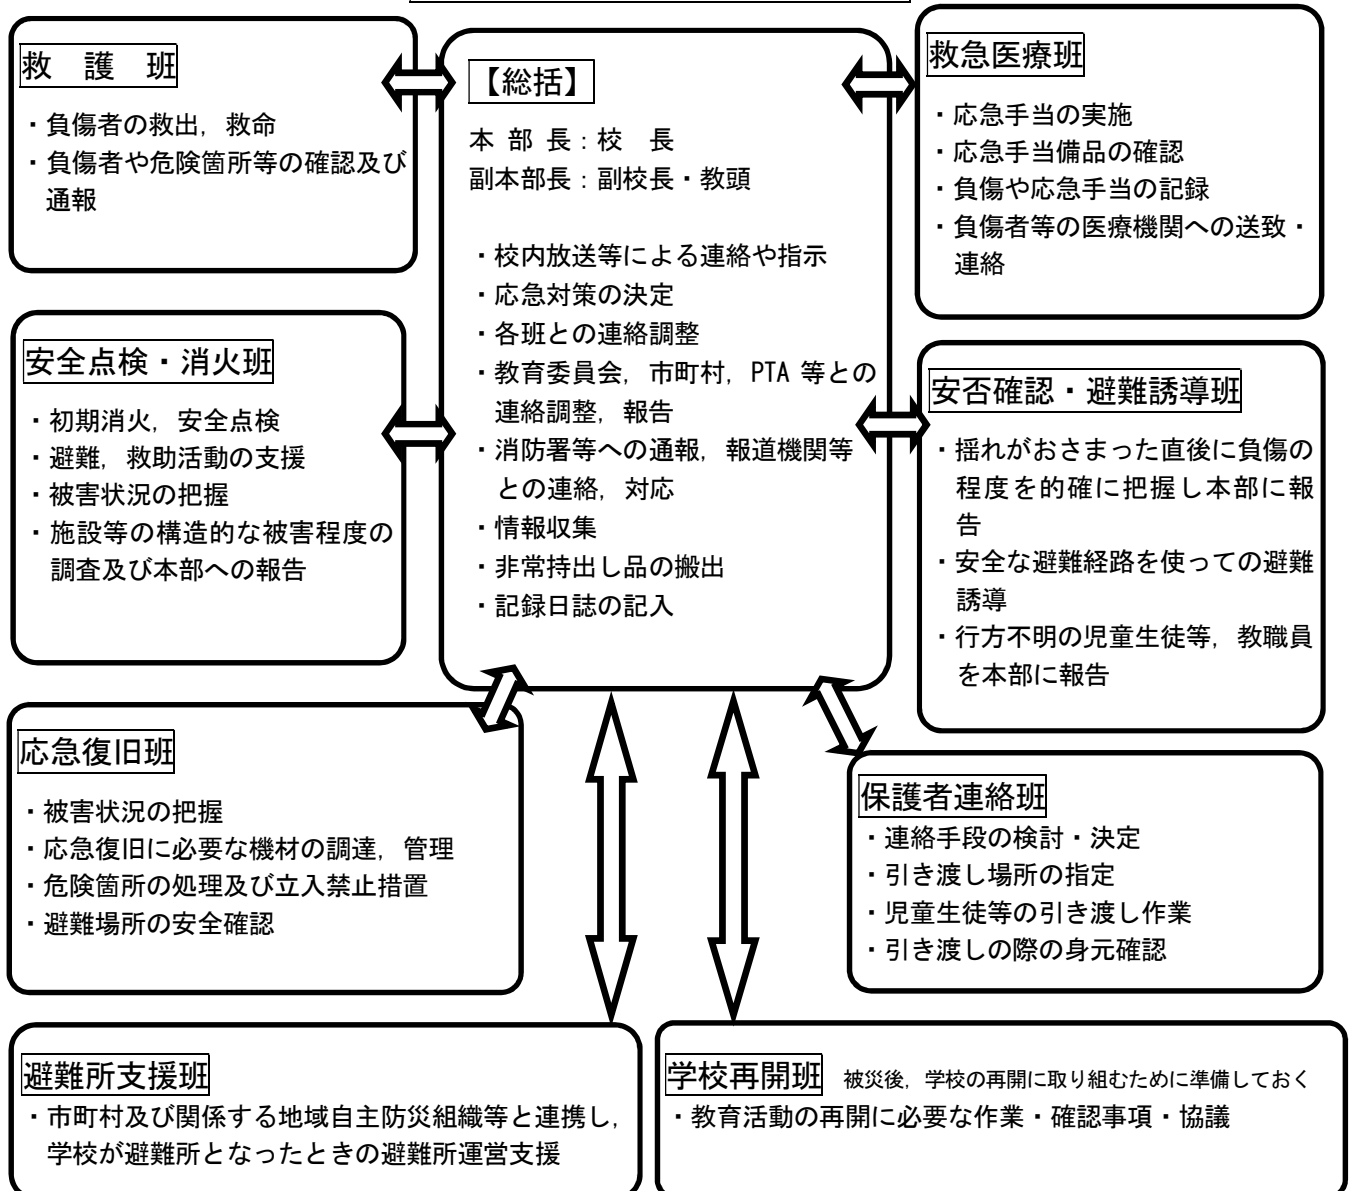 救　護　班
・負傷者の救出，救命
・負傷者や危険箇所等の確認及び
通報
【総括】
本 部 長：校　長
副本部長：副校長・教頭
・校内放送等による連絡や指示
・応急対策の決定
・各班との連絡調整
・教育委員会，市町村，PTA 等との
連絡調整，報告
・消防署等への通報，報道機関等
との連絡，対応
・情報収集
・非常持出し品の搬出
・記録日誌の記入
救急医療班
・応急手当の実施
・応急手当備品の確認
・負傷や応急手当の記録
・負傷者等の医療機関への送致・
連絡
安全点検・消火班
・初期消火，安全点検
・避難，救助活動の支援
・被害状況の把握
・施設等の構造的な被害程度の
調査及び本部への報告
安否確認・避難誘導班
・揺れがおさまった直後に負傷の
程度を的確に把握し本部に報
告
・安全な避難経路を使っての避難
誘導
・行方不明の児童生徒等，教職員
を本部に報告
応急復旧班
・被害状況の把握
・応急復旧に必要な機材の調達，管理
・危険箇所の処理及び立入禁止措置
・避難場所の安全確認
保護者連絡班
・連絡手段の検討・決定
・引き渡し場所の指定
・児童生徒等の引き渡し作業
・引き渡しの際の身元確認
避難所支援班
・市町村及び関係する地域自主防災組織等と連携し，
学校が避難所となったときの避難所運営支援
学校再開班　被災後，学校の再開に取り組むために準備しておく
・教育活動の再開に必要な作業・確認事項・協議